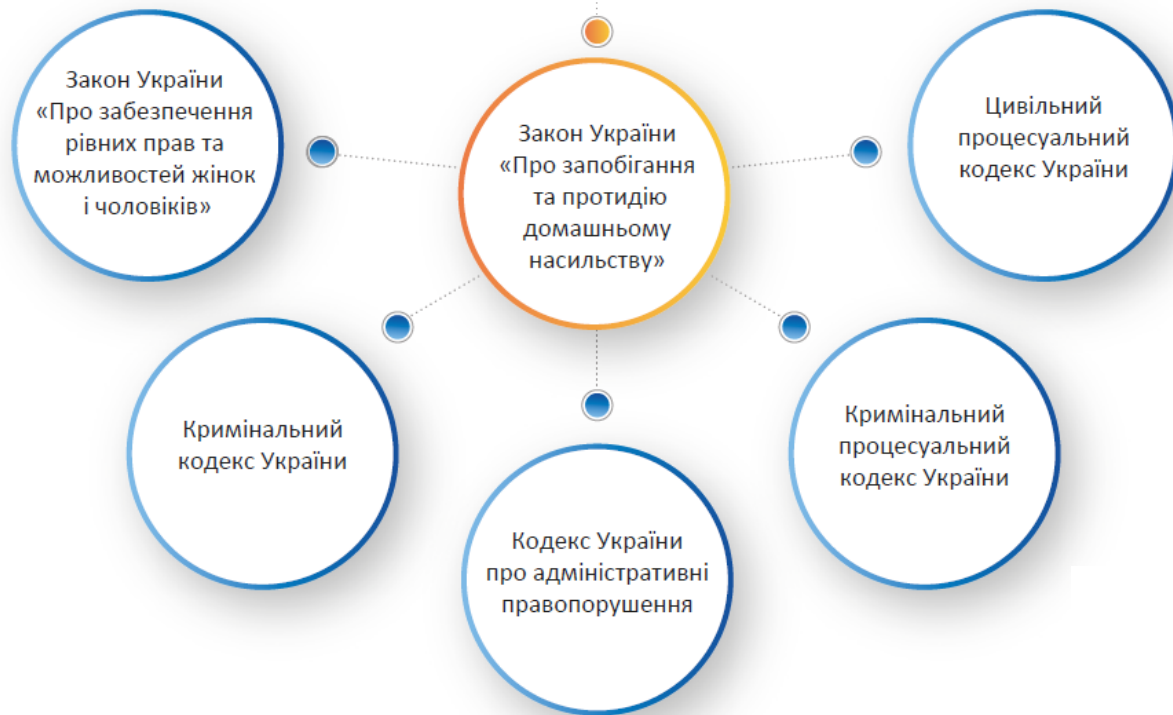 Закон України
«Про забезпечення
рівних прав та
можливостей жінок
і чоловіків»
Закон України
«Про запобігання
та протидію
домашньому
насильству»
Цивільний
процесуальний
кодекс України
Кримінальний
кодекс України
Кодекс України
про адміністративні
правопорушення
Кримінальний
процесуальний
кодекс України